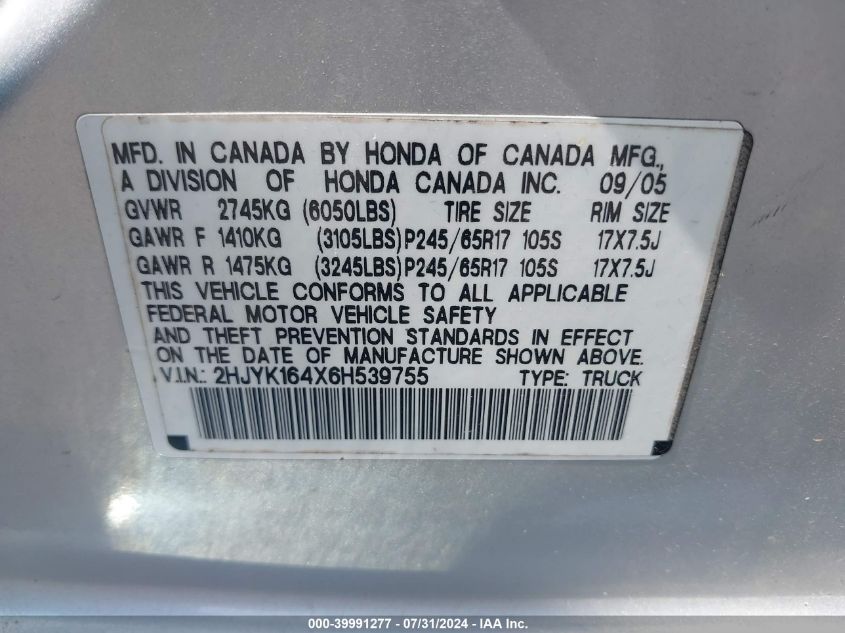 MFD. IN CANADA BY HONDA OF CANADA MFG.,
A DIVISION OF HONDA CANADA INC. 09/05
GVWR 2745KG (6050LBS) TIRE SIZE RIM SIZE
GAWR F 1410KG (3105LBS)P245/65R17 105S 17X7.5J
GAWR R 1475KG (3245LBS)P245/65R17 105S 17X7.5J
THIS VEHICLE CONFORMS TO ALL APPLICABLE
FEDERAL MOTOR VEHICLE SAFETY
AND THEFT PREVENTION STANDARDS IN EFFECT
ON THE DATE OF MANUFACTURE SHOWN ABOVE.
V.I.N.: 2HJYK164X6H539755 TYPE: TRUCK
000-39991277 - 07/31/2024 - IAA Inc.